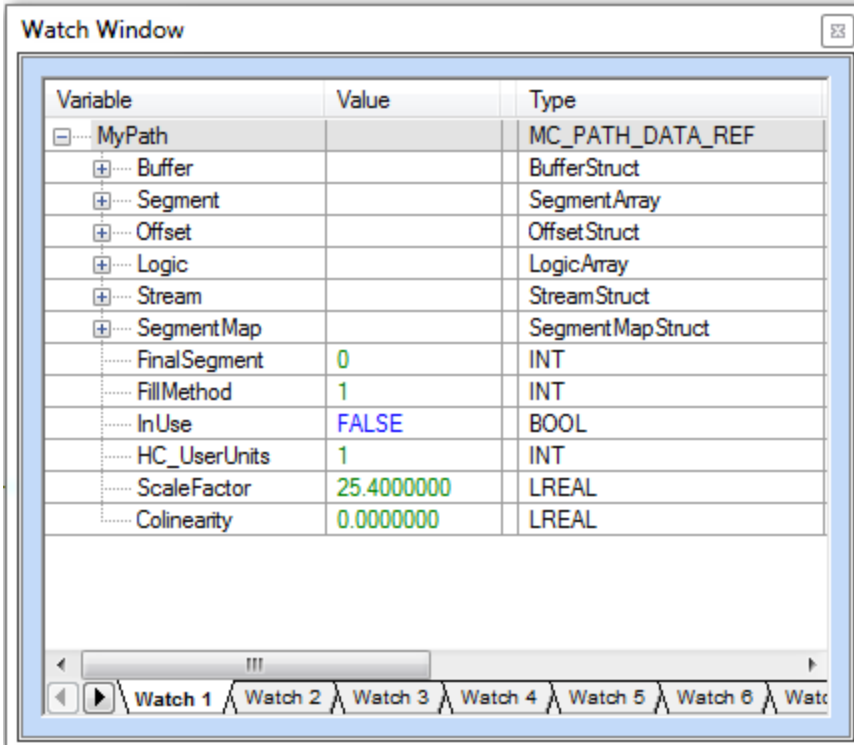 Watch Window
Variable Value Type
MyPath MC_PATH_DATA_REF
Buffer BufferStruct
Segment SegmentArray
Offset OffsetStruct
Logic LogicArray
Stream StreamStruct
SegmentMap SegmentMapStruct
FinalSegment 0 INT
FillMethod 1 INT
InUse FALSE BOOL
HC_UserUnits 1 INT
ScaleFactor 25.4000000 LREAL
Colinearity 0.0000000 LREAL
Watch 1 Watch 2 Watch 3 Watch 4 Watch 5 Watch 6 Watc